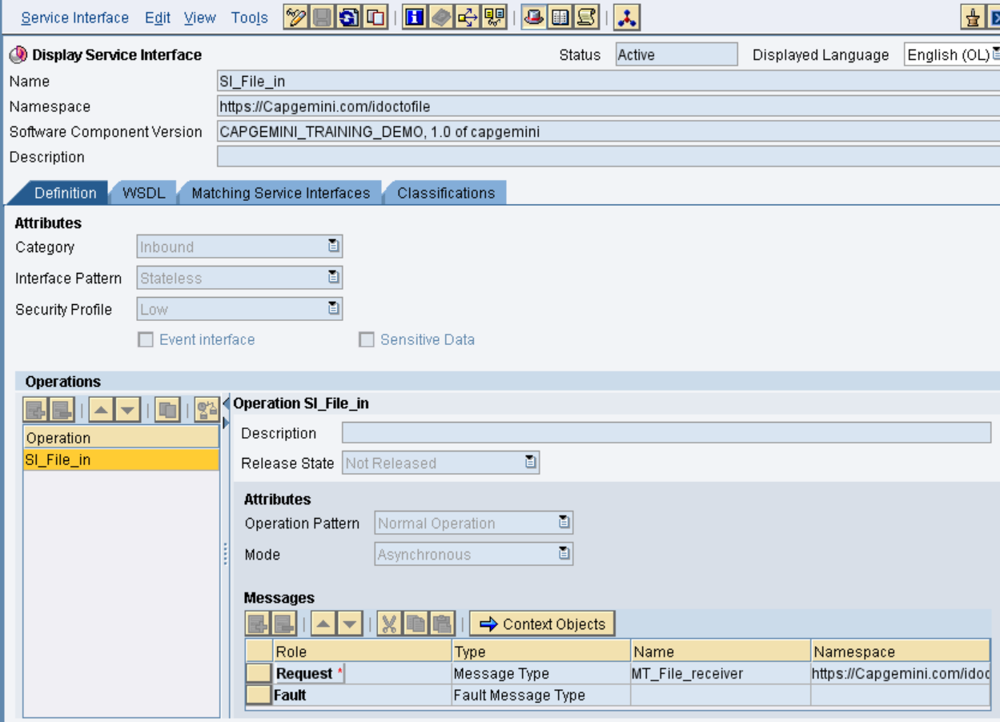 Service Interface Edit View Tools
Display Service Interface Status Active Displayed Language English (OL)
Name SI_File_in
Namespace https://Capgemini.com/idoctofile
Software Component Version CAPGEMINI_TRAINING_DEMO, 1.0 of capgemini
Description
Definition WSDL Matching Service Interfaces Classifications
Attributes
Category Inbound
Interface Pattern Stateless
Security Profile Low
Event interface Sensitive Data
Operations
Operation SI_File_in
Description
Operation
SI_File_in
Release State Not Released
Attributes
Operation Pattern Normal Operation
Mode Asynchronous
Messages
Context Objects
Role Type Name Namespace
Request * Message Type MT_File_receiver https://Capgemini.com/idoc
Fault Fault Message Type